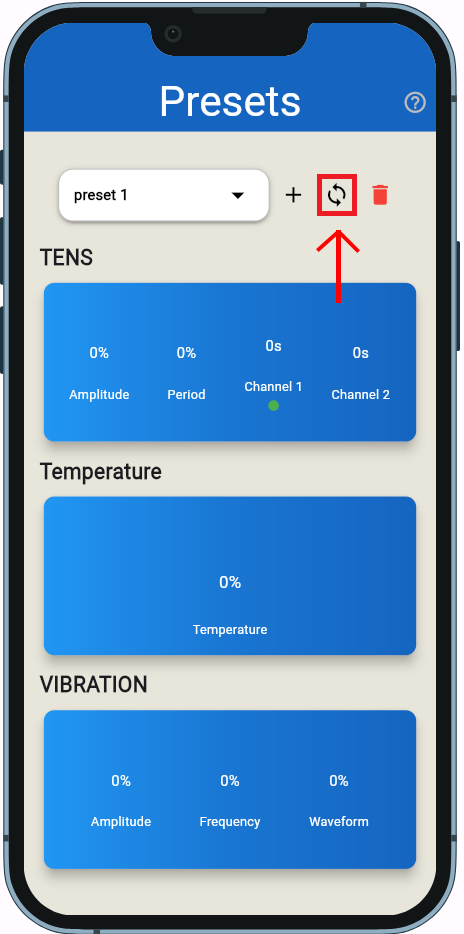 Presets
preset 1
TENS
0% 0% 0s 0s
Amplitude Period Channel 1 Channel 2
Temperature
0%
Temperature
VIBRATION
0% 0% 0%
Amplitude Frequency Waveform